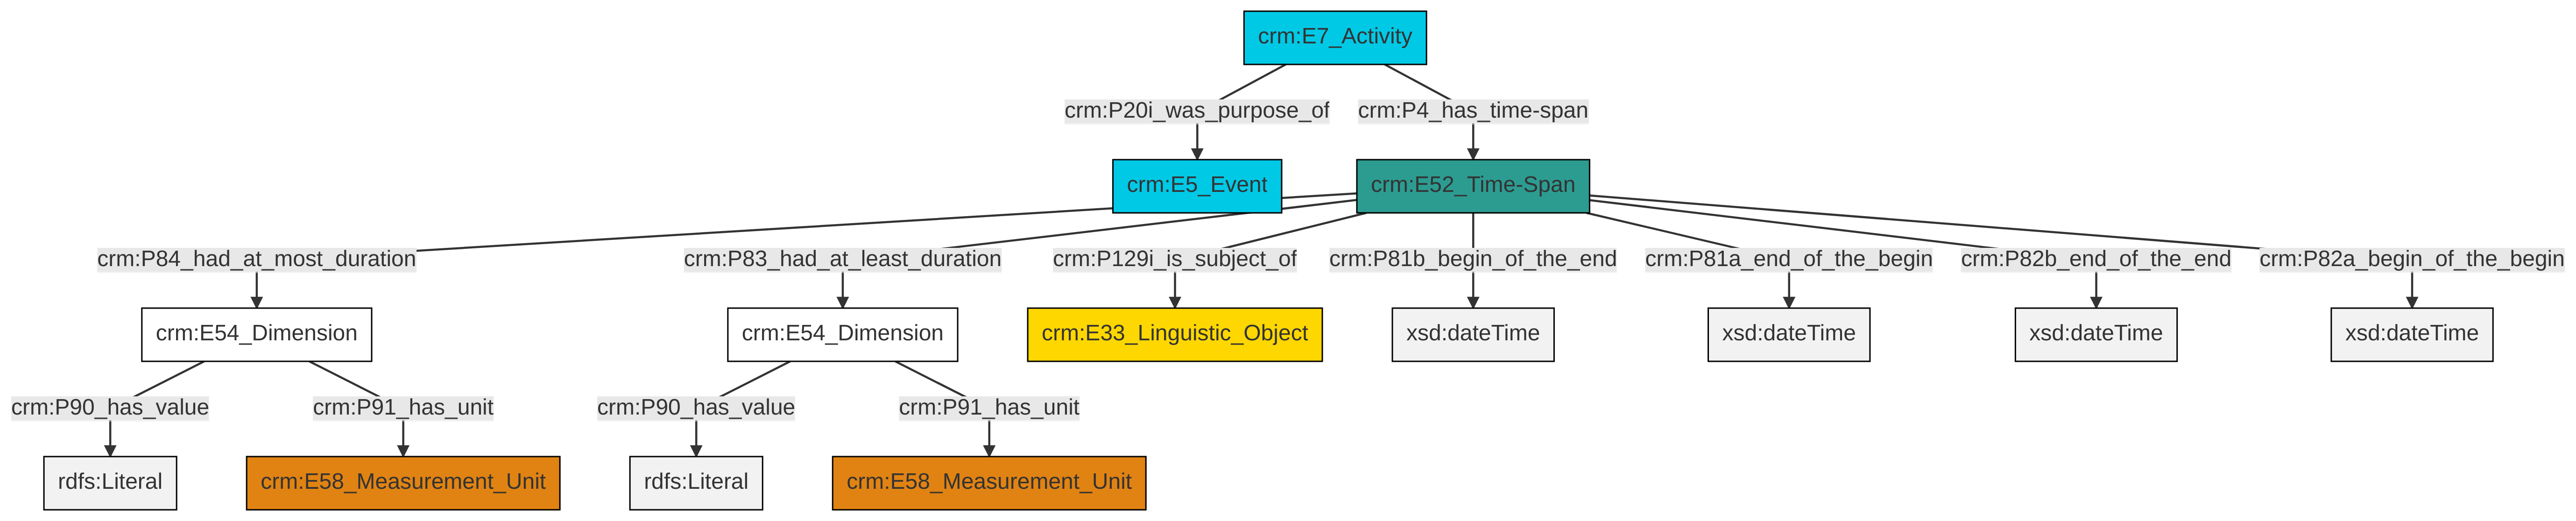 crm:E7_Activity
crm:P20i_was_purpose_of
crm:P4_has_time-span
crm:E5_Event
crm:E52_Time-Span
crm:P84_had_at_most_duration
crm:P83_had_at_least_duration
crm:P129i_is_subject_of
crm:P81b_begin_of_the_end
crm:P81a_end_of_the_begin
crm:P82b_end_of_the_end
crm:P82a_begin_of_the_begin
crm:E54_Dimension
crm:E54_Dimension
crm:E33_Linguistic_Object
xsd:dateTime
xsd:dateTime
xsd:dateTime
xsd:dateTime
crm:P90_has_value
crm:P91_has_unit
crm:P90_has_value
crm:P91_has_unit
rdfs:Literal
crm:E58_Measurement_Unit
rdfs:Literal
crm:E58_Measurement_Unit